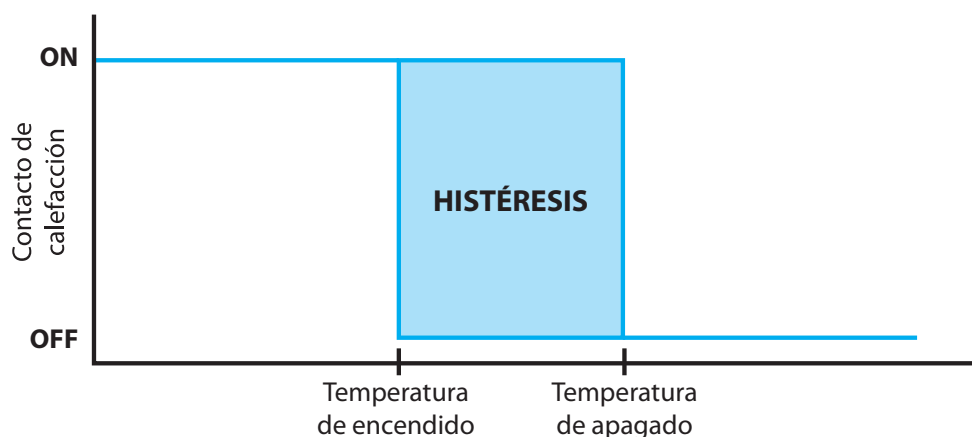 ON
Contacto de
calefacción
HISTÉRESIS
OFF
Temperatura
de encendido
Temperatura
de apagado